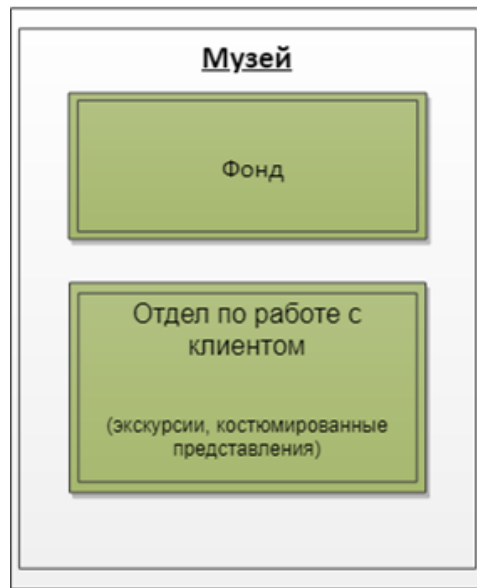 Музей
Фонд
Отдел по работе с
клиентом
(экскурсии, костюмированные
представления)